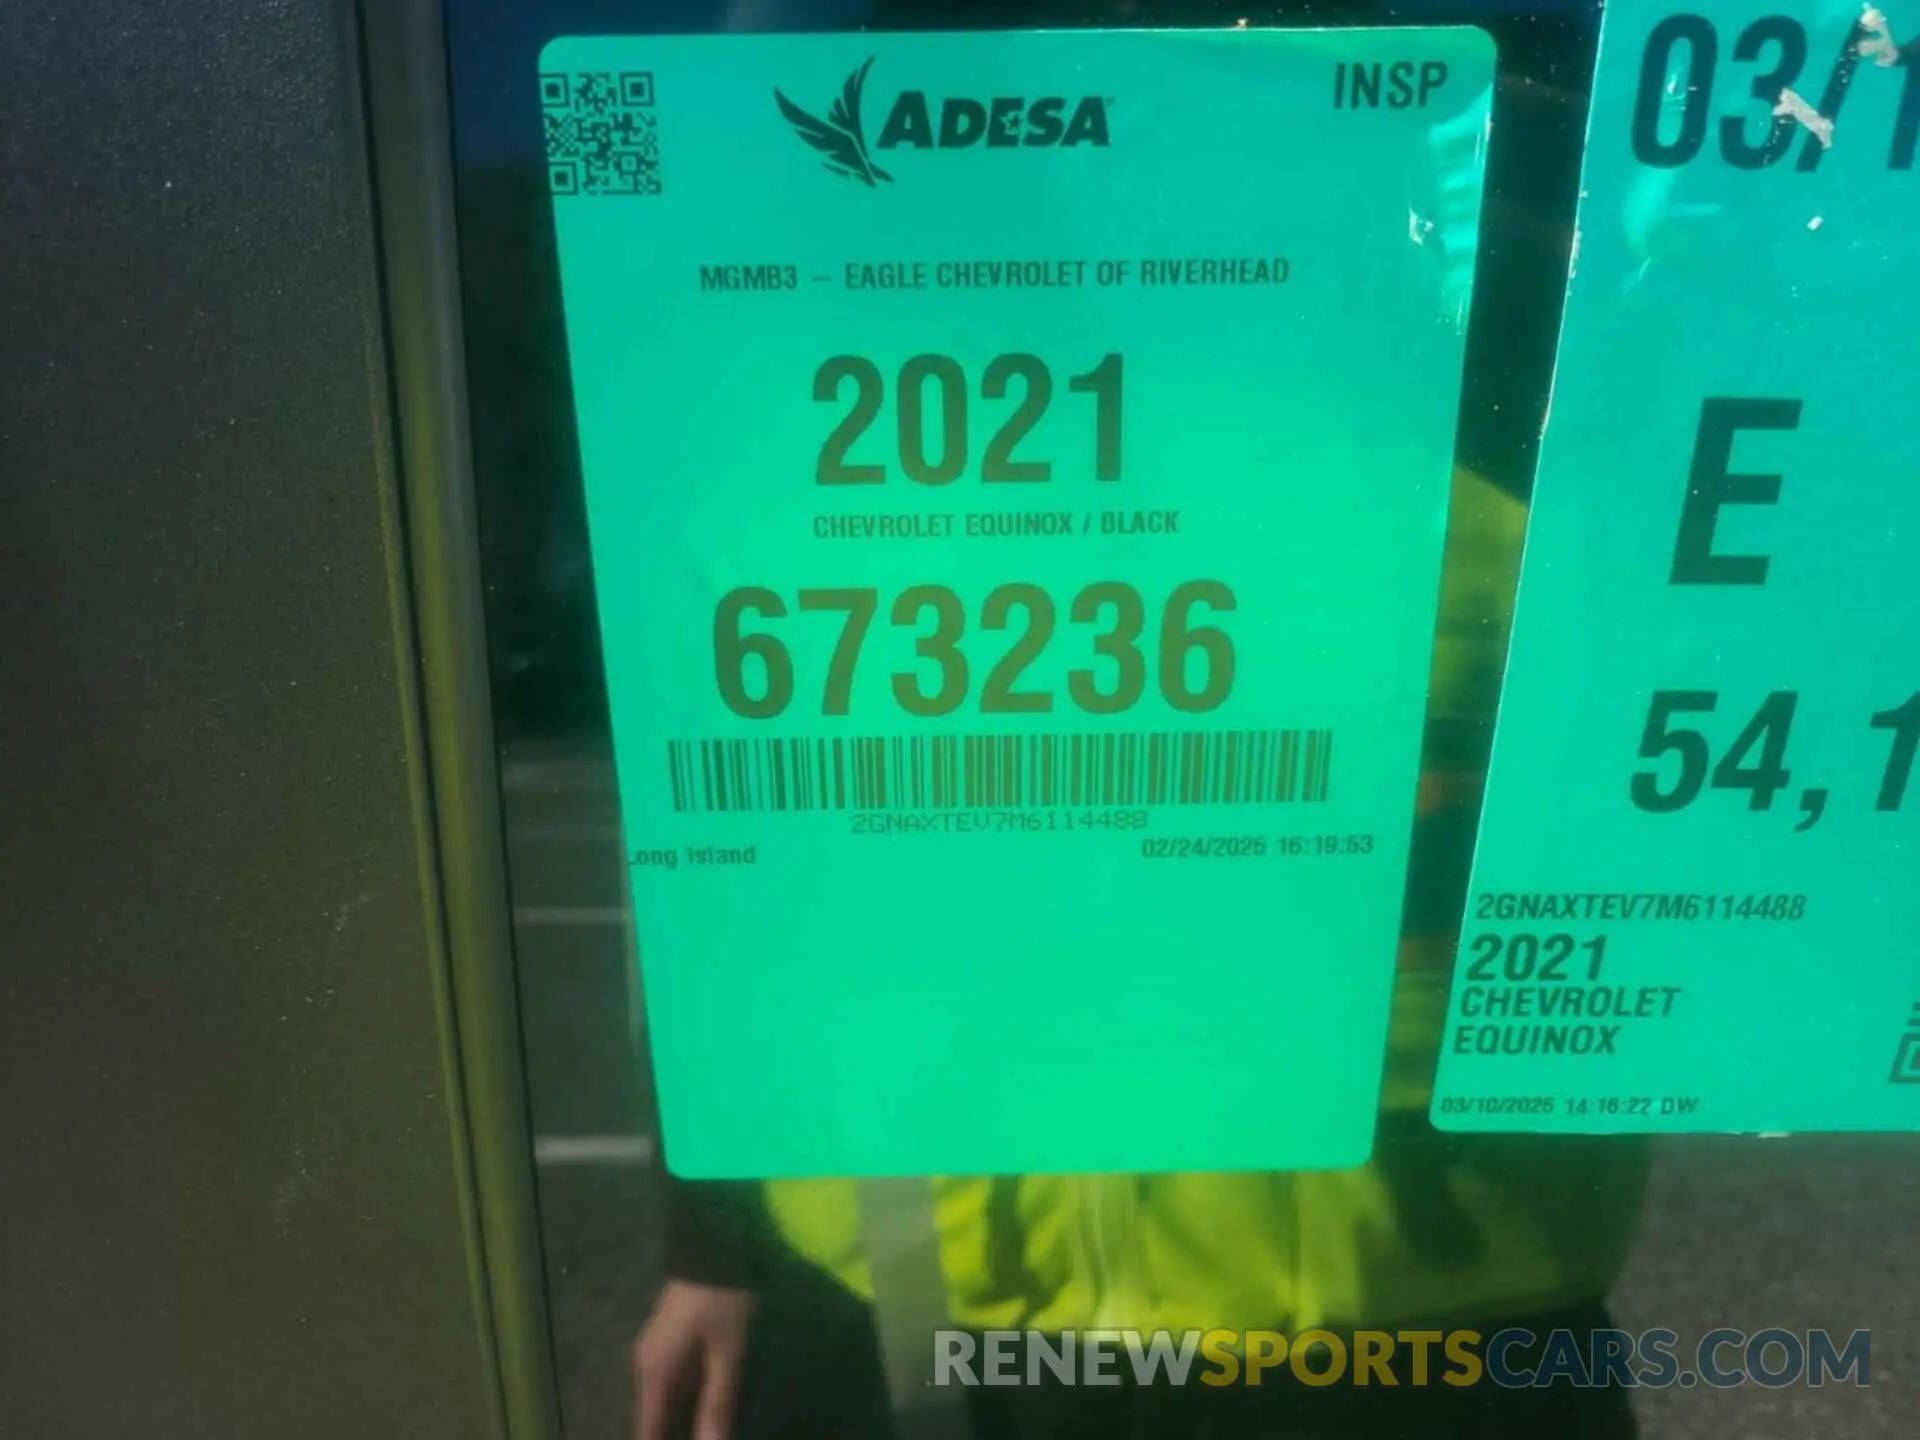 ADESA
INSP
MGMB3 – EAGLE CHEVROLET OF RIVERHEAD
2021
CHEVROLET EQUINOX / BLACK
673236
2GNAXTEV7M6114488
Long Island
02/24/2025 16:19:53
03/1
E
54,1
2GNAXTEV7M6114488
2021
CHEVROLET
EQUINOX
03/10/2025 14:16:22 DW
RENEWSPORTSCARS.COM